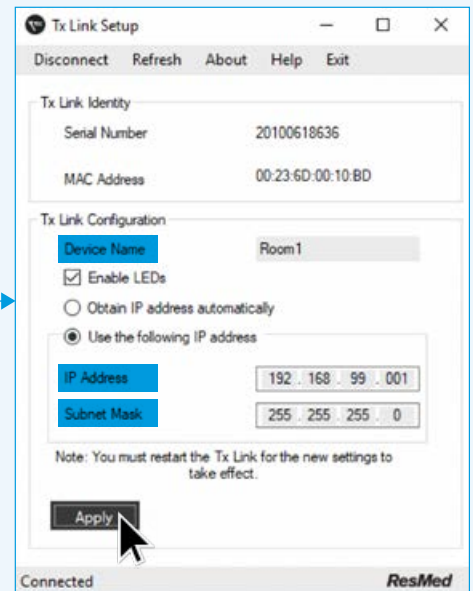 Tx Link Setup
Disconnect Refresh About Help Exit
Tx Link Identity
Serial Number 20100618636
MAC Address 00:23:6D:00:10:BD
Tx Link Configuration
Device Name Room1
Enable LEDs
Obtain IP address automatically
Use the following IP address
IP Address 192 . 168 . 99 . 001
Subnet Mask 255 . 255 . 255 . 0
Note: You must restart the Tx Link for the new settings to
take effect.
Apply
Connected ResMed